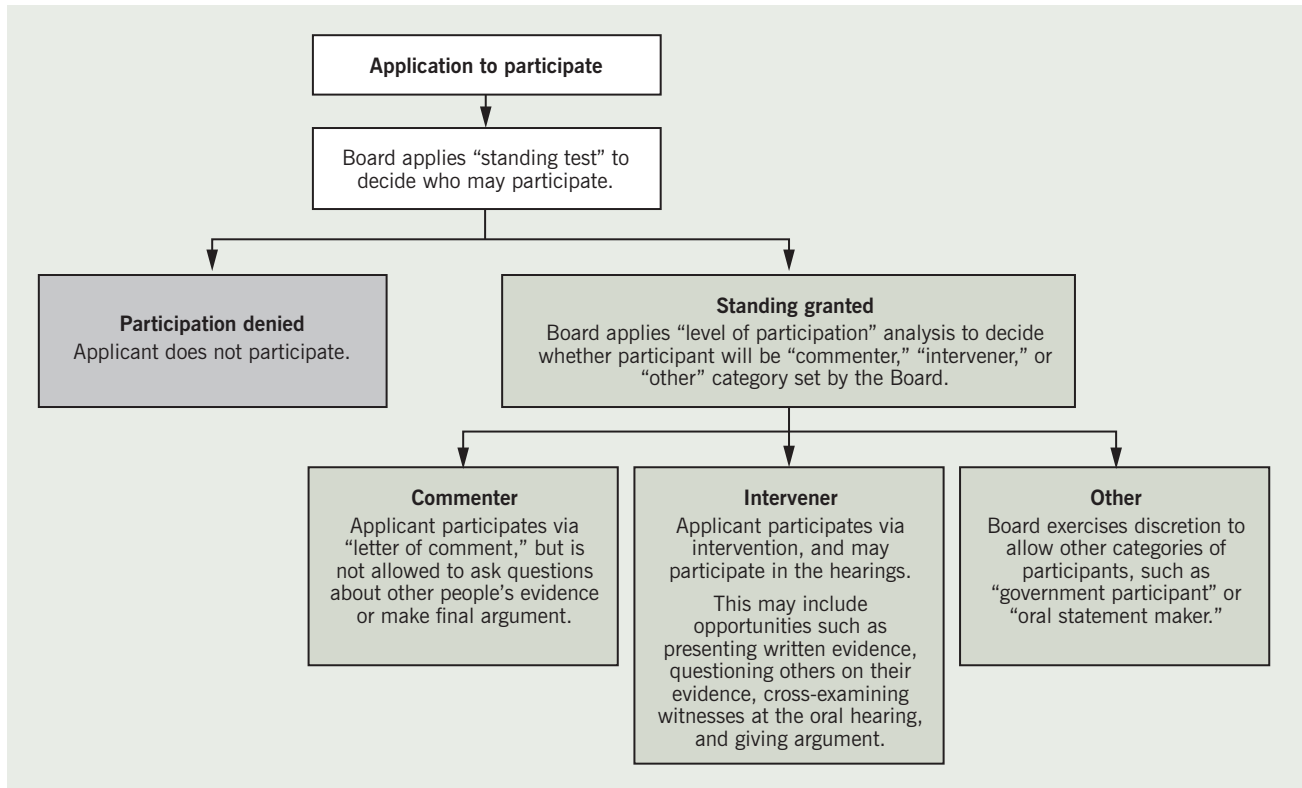 Application to participate
Board applies “standing test” to
decide who may participate.
Participation denied
Applicant does not participate.
Standing granted
Board applies “level of participation” analysis to decide
whether participant will be “commenter,” “intervener,” or
“other” category set by the Board.
Commenter
Applicant participates via
“letter of comment,” but is
not allowed to ask questions
about other people’s evidence
or make final argument.
Intervener
Applicant participates via
intervention, and may
participate in the hearings.
This may include
opportunities such as
presenting written evidence,
questioning others on their
evidence, cross-examining
witnesses at the oral hearing,
and giving argument.
Other
Board exercises discretion to
allow other categories of
participants, such as
“government participant” or
“oral statement maker.”